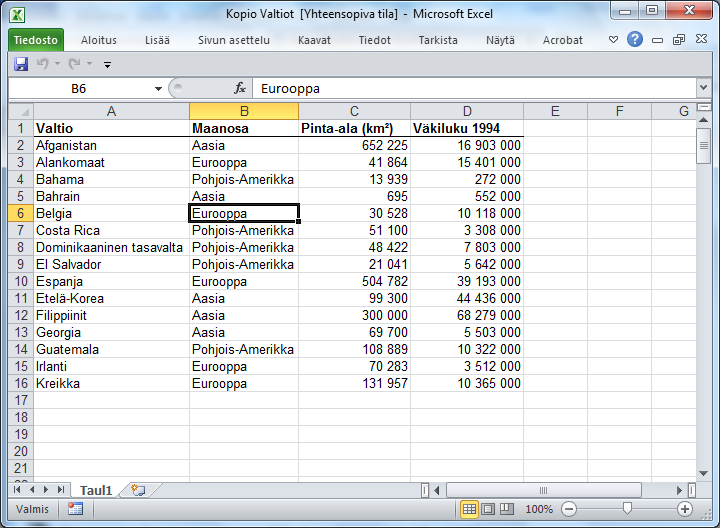 Kopio Valtiot [Yhteensopiva tila] - Microsoft Excel
Tiedosto Aloitus Lisää Sivun asettelu Kaavat Tiedot Tarkista Näytä Acrobat
B6 fx Eurooppa
A B C D E F G
1 Valtio Maanosa Pinta-ala (km²) Väkiluku 1994
2 Afganistan Aasia 652 225 16 903 000
3 Alankomaat Eurooppa 41 864 15 401 000
4 Bahama Pohjois-Amerikka 13 939 272 000
5 Bahrain Aasia 695 552 000
6 Belgia Eurooppa 30 528 10 118 000
7 Costa Rica Pohjois-Amerikka 51 100 3 308 000
8 Dominikaaninen tasavalta Pohjois-Amerikka 48 422 7 803 000
9 El Salvador Pohjois-Amerikka 21 041 5 642 000
10 Espanja Eurooppa 504 782 39 193 000
11 Etelä-Korea Aasia 99 300 44 436 000
12 Filippiinit Aasia 300 000 68 279 000
13 Georgia Aasia 69 700 5 503 000
14 Guatemala Pohjois-Amerikka 108 889 10 322 000
15 Irlanti Eurooppa 70 283 3 512 000
16 Kreikka Eurooppa 131 957 10 365 000
17
18
19
20
21
Taul1
Valmis 100%